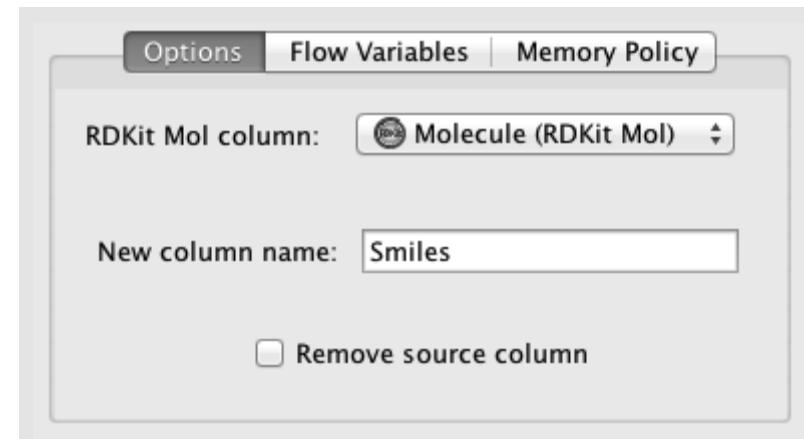 Options Flow Variables Memory Policy
RDKit Mol column: Molecule (RDKit Mol)
New column name: Smiles
Remove source column